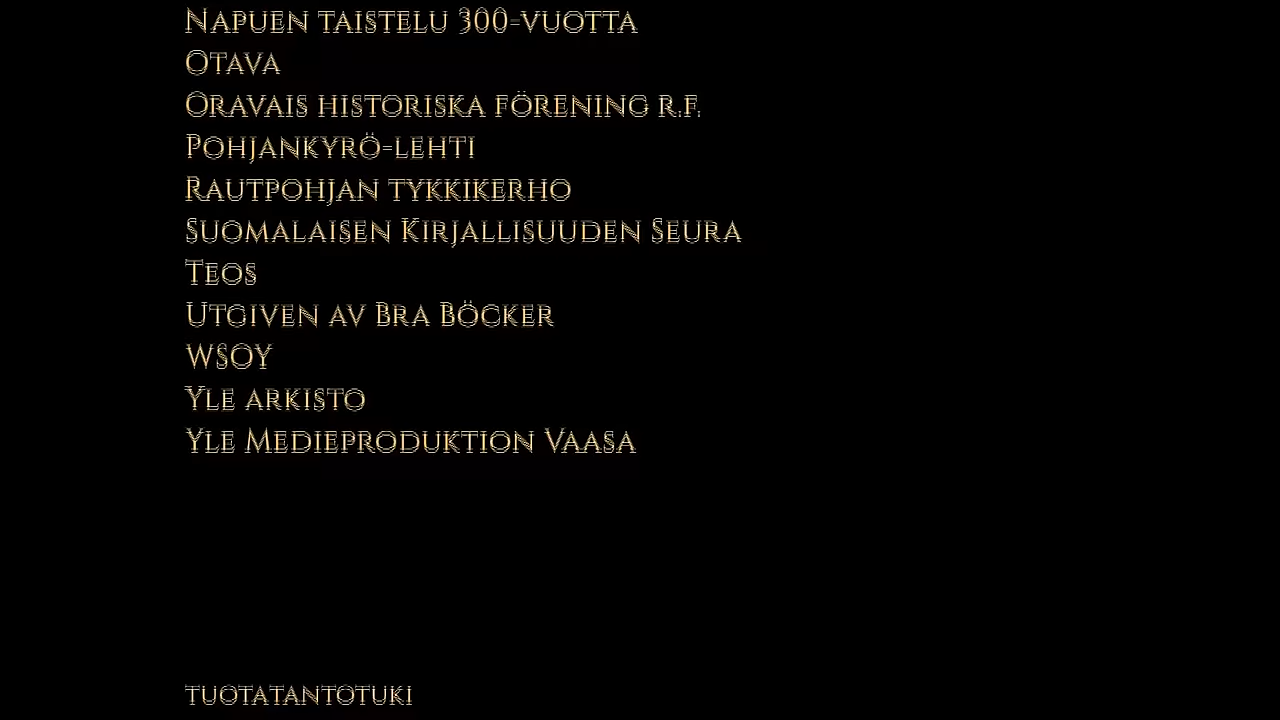 Napuen taistelu 300-vuotta
Otava
Oravais historiska förening r.f.
Pohjankyrö-lehti
Rautpohjan tykkikerho
Suomalaisen Kirjallisuuden Seura
Teos
Utgiven av Bra Böcker
WSOY
Yle arkisto
Yle Medieproduktion Vaasa
tuotatantotuki